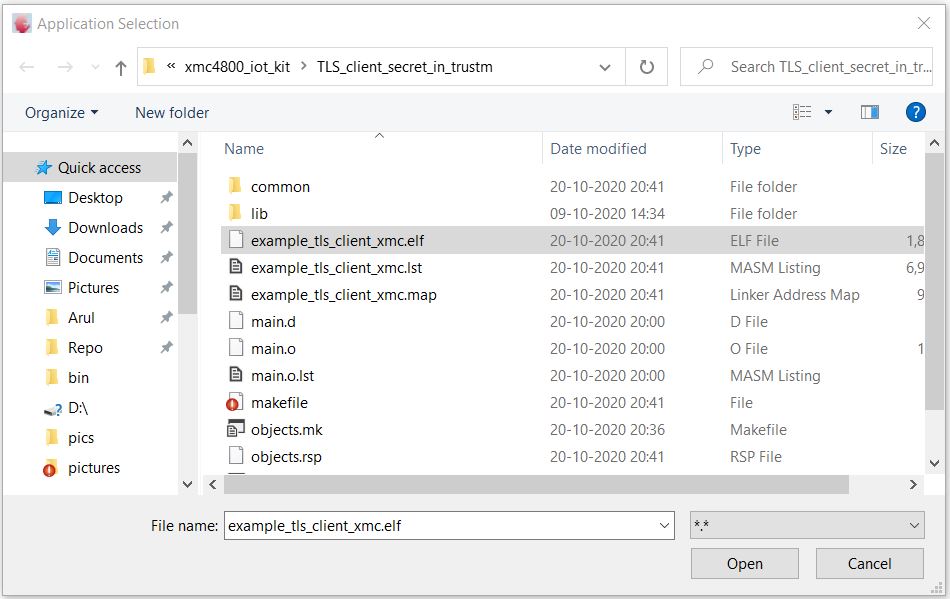 Application Selection
« xmc4800_iot_kit > TLS_client_secret_in_trustm
Search TLS_client_secret_in_tr...
Organize
New folder
?
Name Date modified Type Size
Quick access
Desktop
Downloads
Documents
Pictures
Arul
Repo
bin
D:\
pics
pictures
common 20-10-2020 20:41 File folder
lib 09-10-2020 14:34 File folder
example_tls_client_xmc.elf 20-10-2020 20:41 ELF File 1,8
example_tls_client_xmc.lst 20-10-2020 20:41 MASM Listing 6,9
example_tls_client_xmc.map 20-10-2020 20:41 Linker Address Map 9
main.d 20-10-2020 20:00 D File
main.o 20-10-2020 20:00 O File 1
main.o.lst 20-10-2020 20:00 MASM Listing
makefile 20-10-2020 20:41 File
objects.mk 20-10-2020 20:36 Makefile
objects.rsp 20-10-2020 20:41 RSP File
File name: example_tls_client_xmc.elf
*.*
Open
Cancel